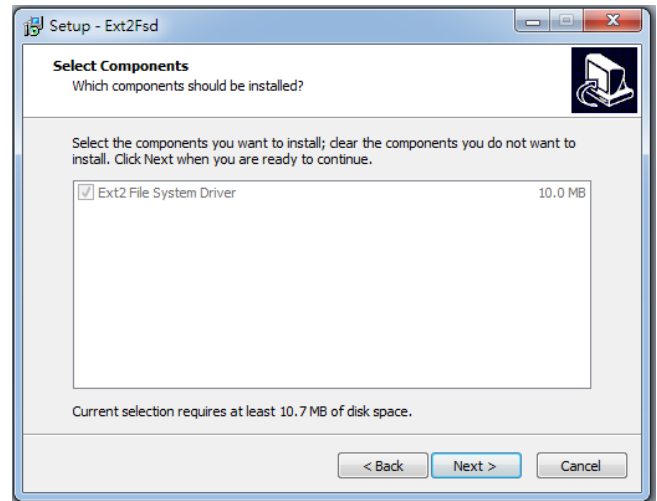 Setup - Ext2Fsd
Select Components
Which components should be installed?
Select the components you want to install; clear the components you do not want to
install. Click Next when you are ready to continue.
Ext2 File System Driver 10.0 MB
Current selection requires at least 10.7 MB of disk space.
< Back Next > Cancel